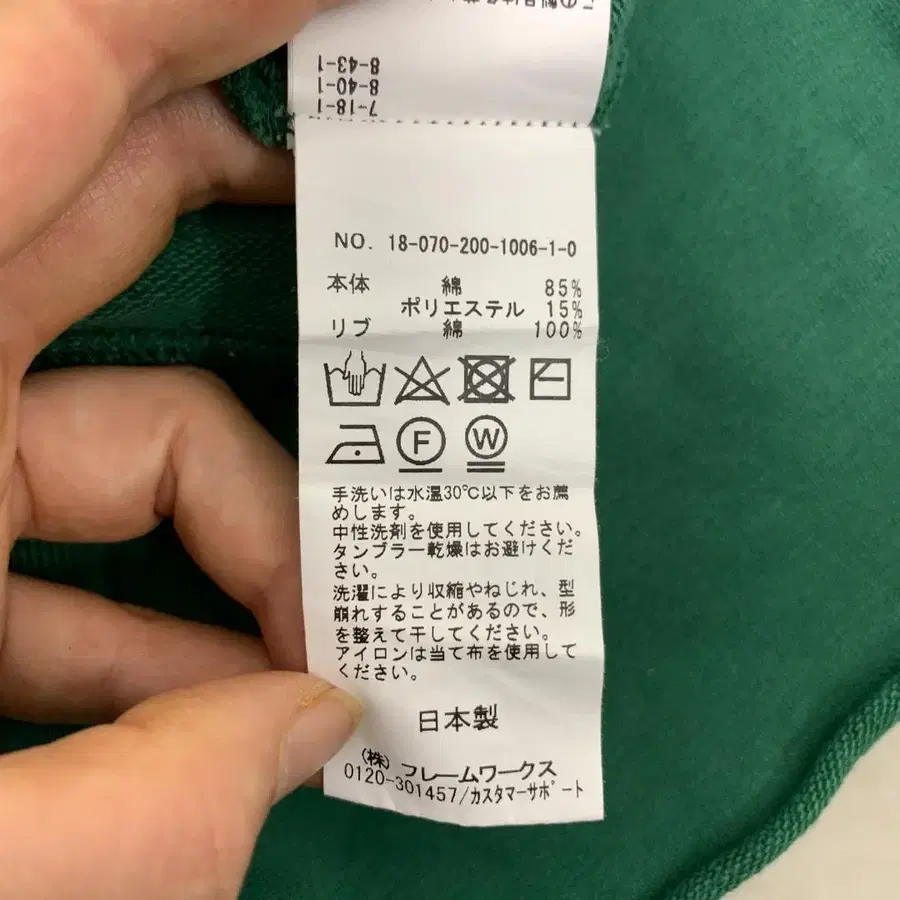 8-43-1
8-40-1
7-18-1
NO. 18-070-200-1006-1-0
本体 綿 85%
ポリエステル 15%
リブ 綿 100%
F W
手洗いは水温30℃以下をお薦
めします。
中性洗剤を使用してください。
タンブラー乾燥はお避けくだ
さい。
洗濯により収縮やねじれ、型
崩れすることがあるので、形
を整えて干してください。
アイロンは当て布を使用して
ください。
日本製
(株)フレームワークス
0120-301457/カスタマーサポート